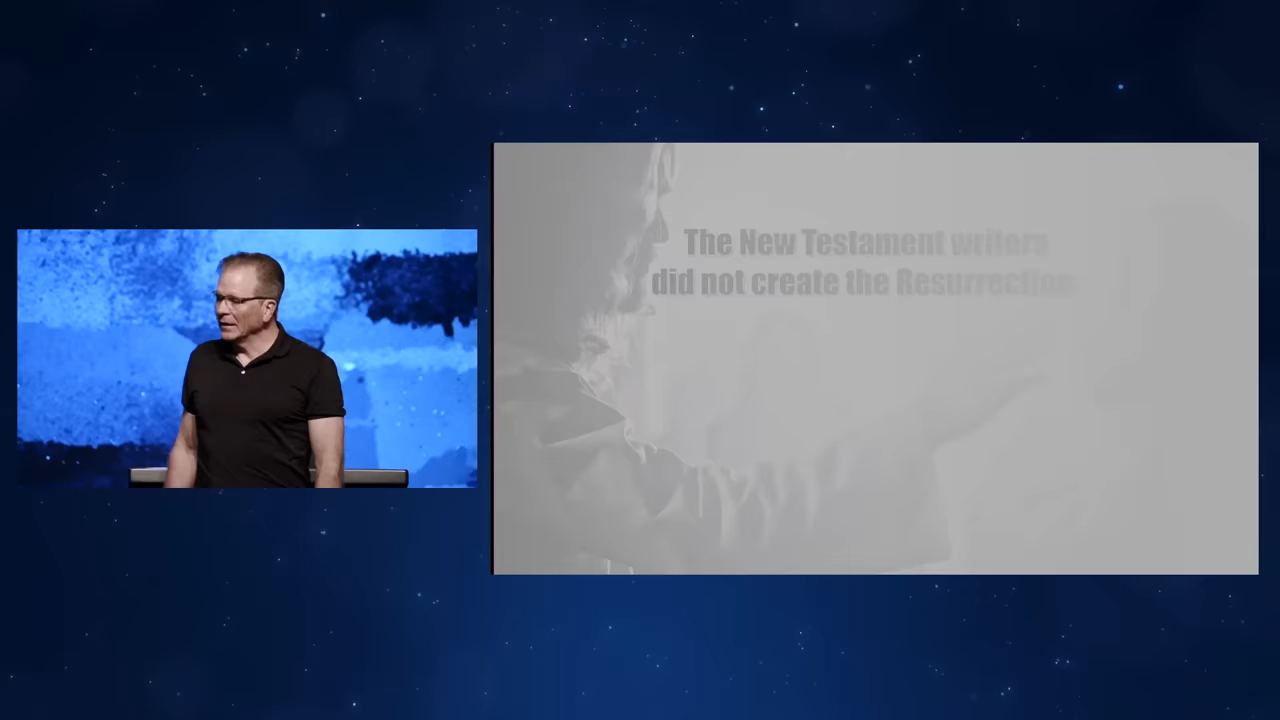 The New Testament writers
did not create the Resurrection